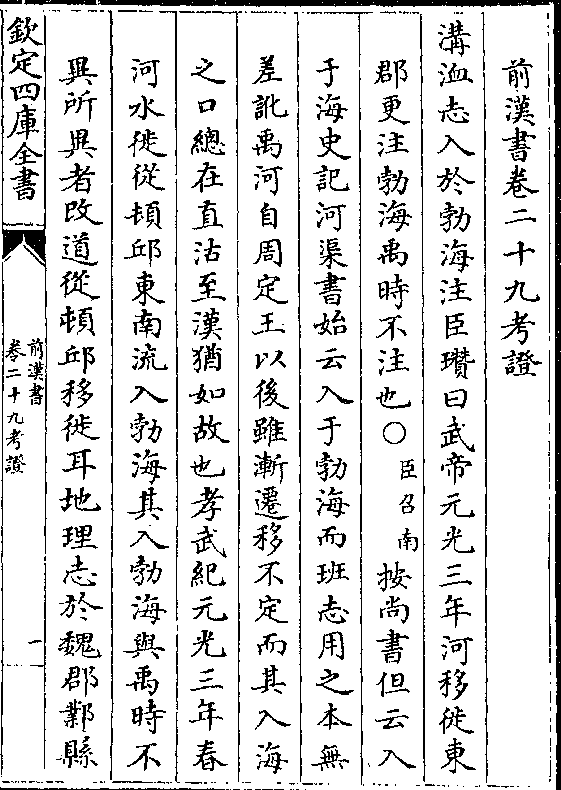 前漢書卷二十九考證
溝洫志入於勃海注臣瓚曰武帝元光三年河移徙東
郡更注勃海禹時不注也○臣召南按尚書但云入
于海史記河渠書始云入于勃海而班志用之本無
差訛禹河自周定王以後雖漸遷移不定而其入海
之口總在直沽至漢猶如故也孝武紀元光三年春
河水徙從頓邱東南流入勃海其入勃海與禹時不
異所異者改道從頓邱移徙耳地理志於魏郡鄴縣
欽定四庫全書
前漢書
卷二十九考證
一